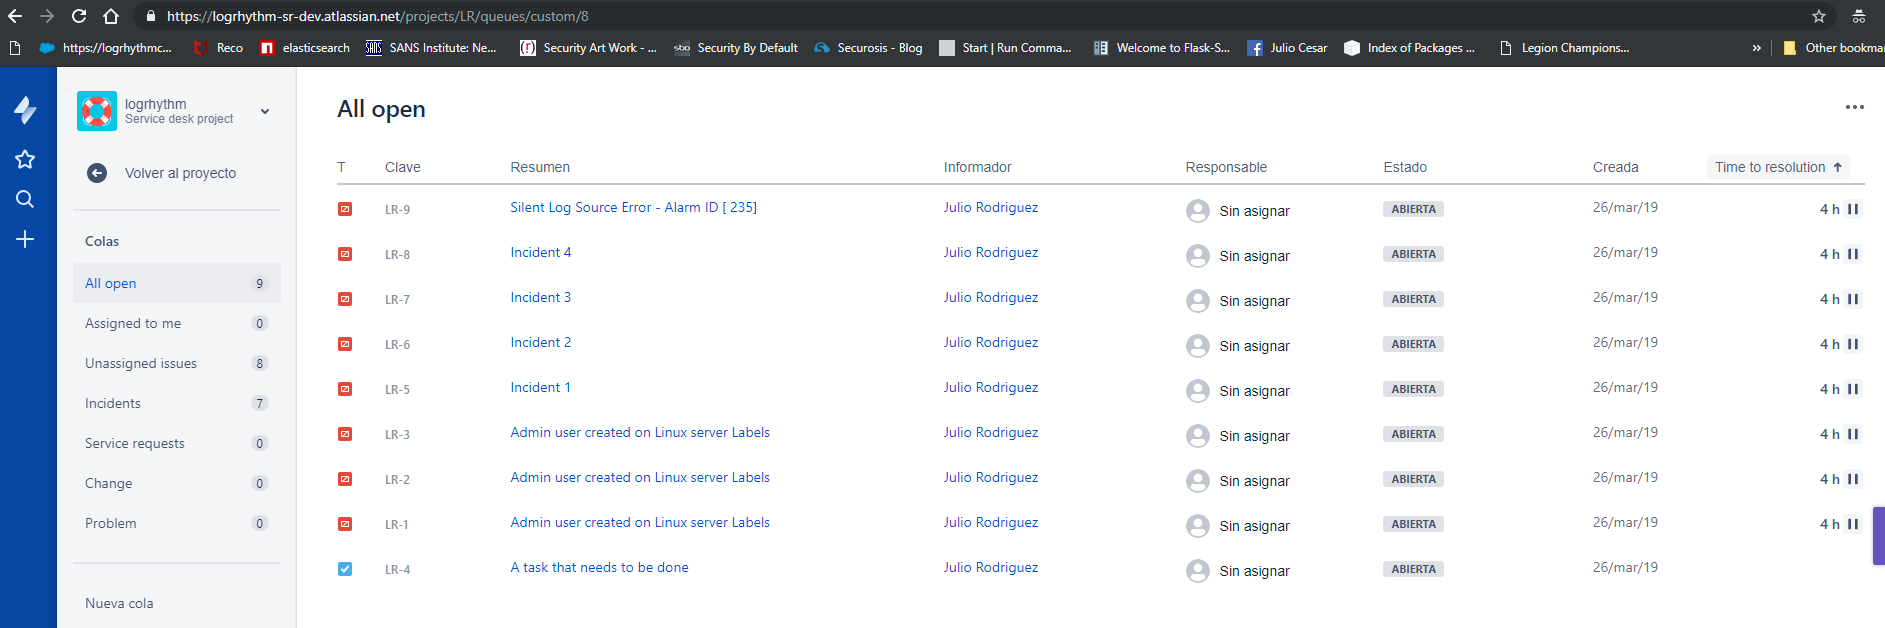 https://logrhythm-sr-dev.atlassian.net/projects/LR/queues/custom/8
https://logrhythmc... Reco elasticsearch SANS Institute: Ne... Security Art Work - ... Security By Default Securosis - Blog Start | Run Comma... Welcome to Flask-S... Julio Cesar Index of Packages ... Legion Champions... » Other bookmar
logrhythm
Service desk project
Volver al proyecto
Colas
All open 9
Assigned to me 0
Unassigned issues 8
Incidents 7
Service requests 0
Change 0
Problem 0
Nueva cola
All open
T Clave Resumen Informador Responsable Estado Creada Time to resolution
LR-9 Silent Log Source Error - Alarm ID [ 235] Julio Rodriguez Sin asignar ABIERTA 26/mar/19 4 h
LR-8 Incident 4 Julio Rodriguez Sin asignar ABIERTA 26/mar/19 4 h
LR-7 Incident 3 Julio Rodriguez Sin asignar ABIERTA 26/mar/19 4 h
LR-6 Incident 2 Julio Rodriguez Sin asignar ABIERTA 26/mar/19 4 h
LR-5 Incident 1 Julio Rodriguez Sin asignar ABIERTA 26/mar/19 4 h
LR-3 Admin user created on Linux server Labels Julio Rodriguez Sin asignar ABIERTA 26/mar/19 4 h
LR-2 Admin user created on Linux server Labels Julio Rodriguez Sin asignar ABIERTA 26/mar/19 4 h
LR-1 Admin user created on Linux server Labels Julio Rodriguez Sin asignar ABIERTA 26/mar/19 4 h
LR-4 A task that needs to be done Julio Rodriguez Sin asignar ABIERTA 26/mar/19